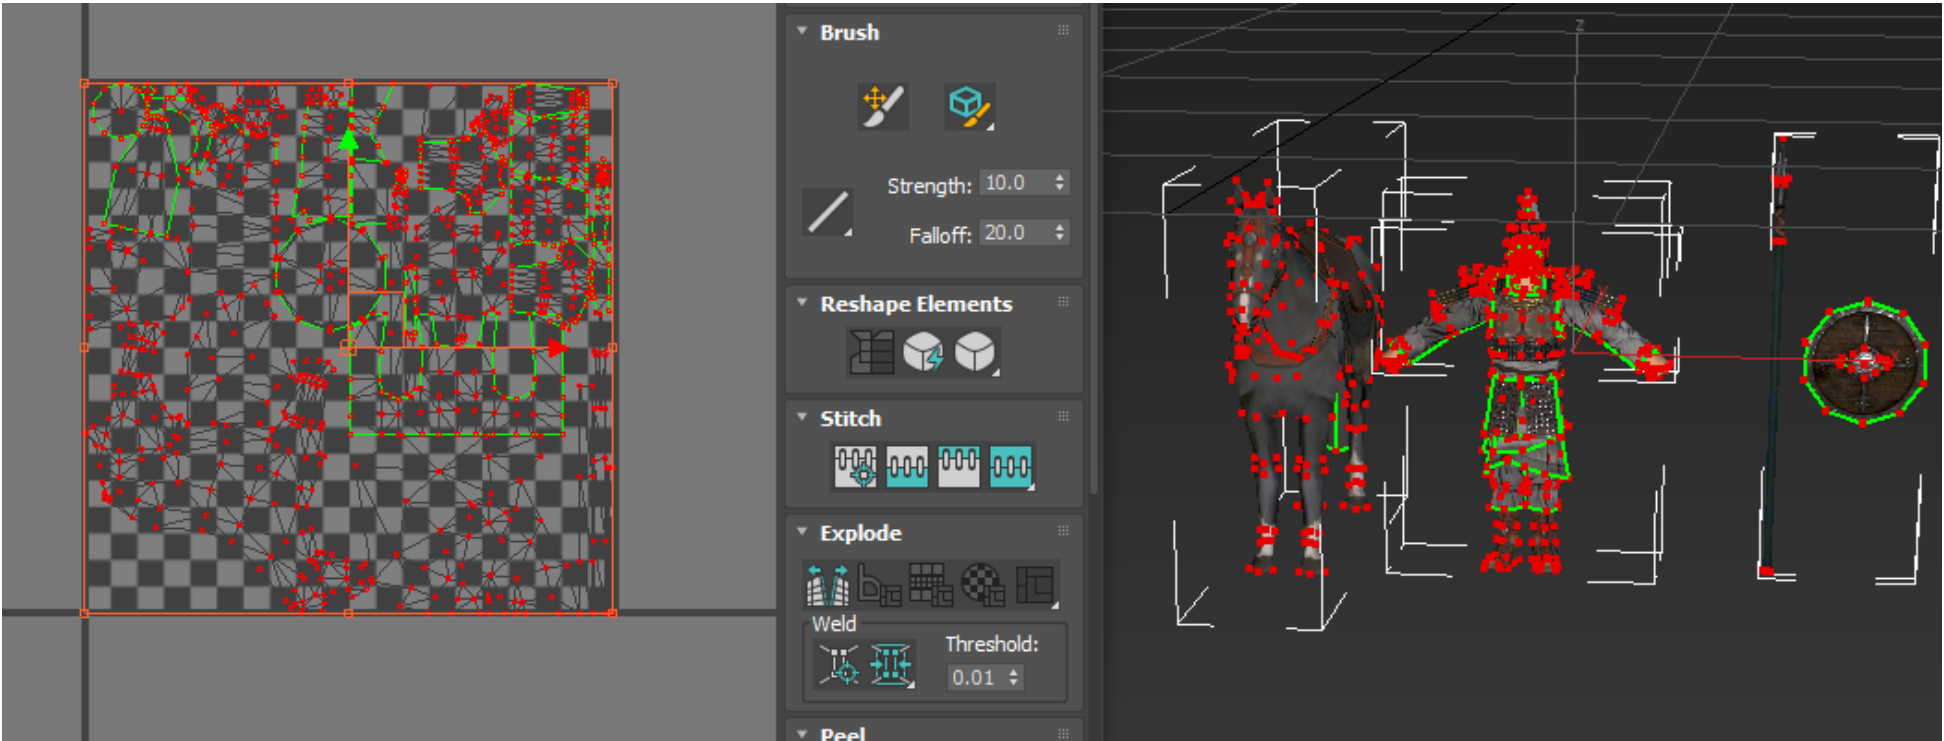 Brush
Strength: 10.0
Falloff: 20.0
Reshape Elements
Stitch
Explode
Weld
Threshold:
0.01
Peel
z
x